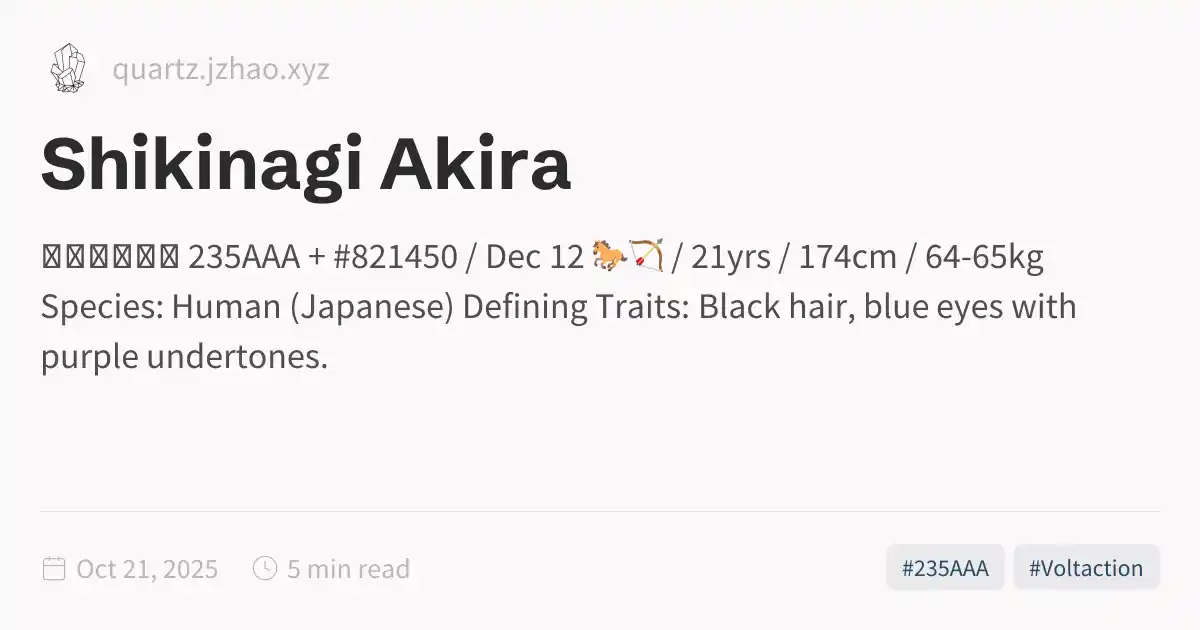 quartz.jzhao.xyz
Shikinagi Akira
235AAA + #821450 / Dec 12 🐎🏹 / 21yrs / 174cm / 64-65kg
Species: Human (Japanese) Defining Traits: Black hair, blue eyes with
purple undertones.
Oct 21, 2025
5 min read
#235AAA
#Voltaction